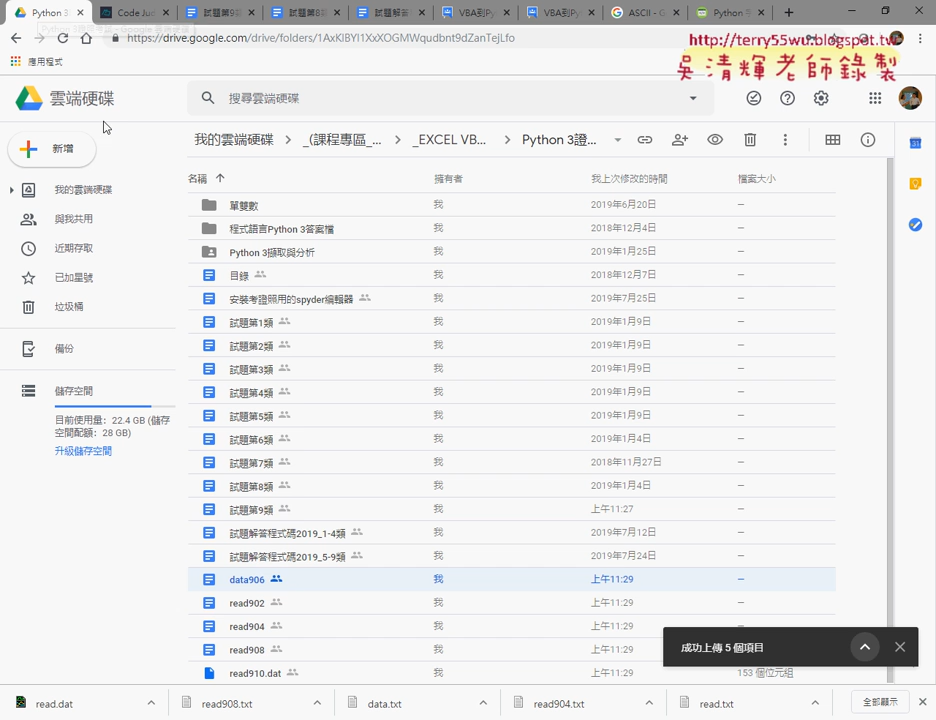 Python 3
Code Jud
試題第9
試題第8
試題解答
VBA到Py
VBA到Py
ASCII - G
Python
https://drive.google.com/drive/folders/1AxKlBYl1XxXOGMWqudbnt9dZanTejLfo
http://terry55wu.blogspot.tw
吳清輝老師錄製
應用程式
雲端硬碟
搜尋雲端硬碟
新增
我的雲端硬碟
_(課程專區_...
_EXCEL VB...
Python 3證...
我的雲端硬碟
與我共用
近期存取
已加星號
垃圾桶
備份
儲存空間
目前使用量: 22.4 GB (儲存
空間配額: 28 GB)
升級儲存空間
名稱 擁有者 我上次修改的時間 檔案大小
單雙數 我 2019年6月20日 —
程式語言Python 3答案檔 我 2018年12月4日 —
Python 3擷取與分析 我 2019年1月25日 —
目錄 我 2018年12月7日 —
安裝考證照用的spyder編輯器 我 2019年7月25日 —
試題第1類 我 2019年1月9日 —
試題第2類 我 2019年1月9日 —
試題第3類 我 2019年1月9日 —
試題第4類 我 2019年1月9日 —
試題第5類 我 2019年1月9日 —
試題第6類 我 2019年1月4日 —
試題第7類 我 2018年11月27日 —
試題第8類 我 2019年1月4日 —
試題第9類 我 上午11:27 —
試題解答程式碼2019_1-4類 我 2019年7月12日 —
試題解答程式碼2019_5-9類 我 2019年7月24日 —
data906 我 上午11:29 —
read902 我 上午11:29 —
read904 我 上午11:29 —
read908 我 上午11:29 —
read910.dat 我 上午11:29 153 個位元組
成功上傳 5 個項目
read.dat
read908.txt
data.txt
read904.txt
read.txt
全部顯示